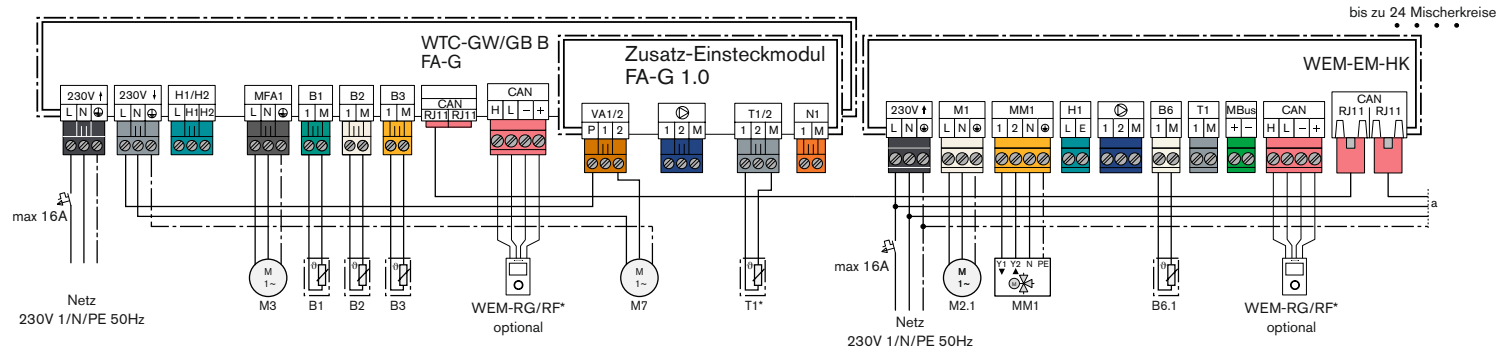 bis zu 24 Mischerkreise
WTC-GW/GB B
FA-G
Zusatz-Einsteckmodul
FA-G 1.0
WEM-EM-HK
230V 230V H1/H2 MFA1 B1 B2 B3 CAN CAN VA1/2 T1/2 N1 230V M1 MM1 H1 B6 T1 MBus CAN CAN
L N L N L H1 H2 L N 1 M 1 M 1 M RJ11 RJ11 H L − + P 1 2 1 2 M 1 2 M 1 M L N L N 1 2 N L E 1 2 M 1 M 1 M + − H L − + RJ11 RJ11
max 16A
a
max 16A
M 1~
ϑ
ϑ
ϑ
M 1~
ϑ
M 1~
Y1 Y2 N PE
M
ϑ
M3 B1 B2 B3 WEM-RG/RF* M7 T1* M2.1 MM1 B6.1 WEM-RG/RF*
optional
optional
Netz
230V 1/N/PE 50Hz
Netz
230V 1/N/PE 50Hz